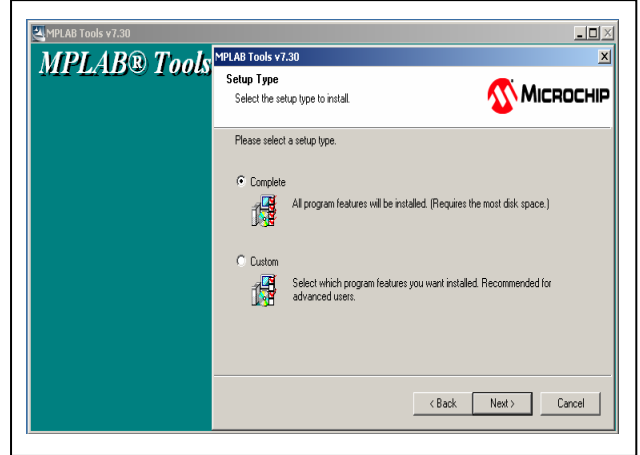 MPLAB Tools v7.30
MPLAB® Tools
MPLAB Tools v7.30
Setup Type
Select the setup type to install.
MICROCHIP
Please select a setup type.
Complete
All program features will be installed. (Requires the most disk space.)
Custom
Select which program features you want installed. Recommended for
advanced users.
< Back
Next >
Cancel